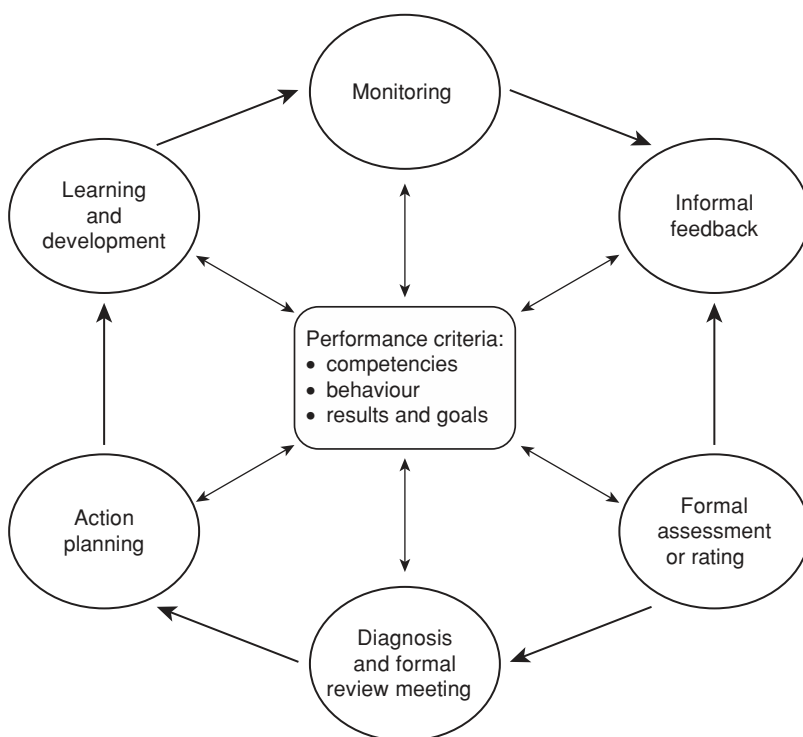 Monitoring
Learning
and
development
Informal
feedback
Performance criteria:
• competencies
• behaviour
• results and goals
Action
planning
Formal
assessment
or rating
Diagnosis
and formal
review meeting